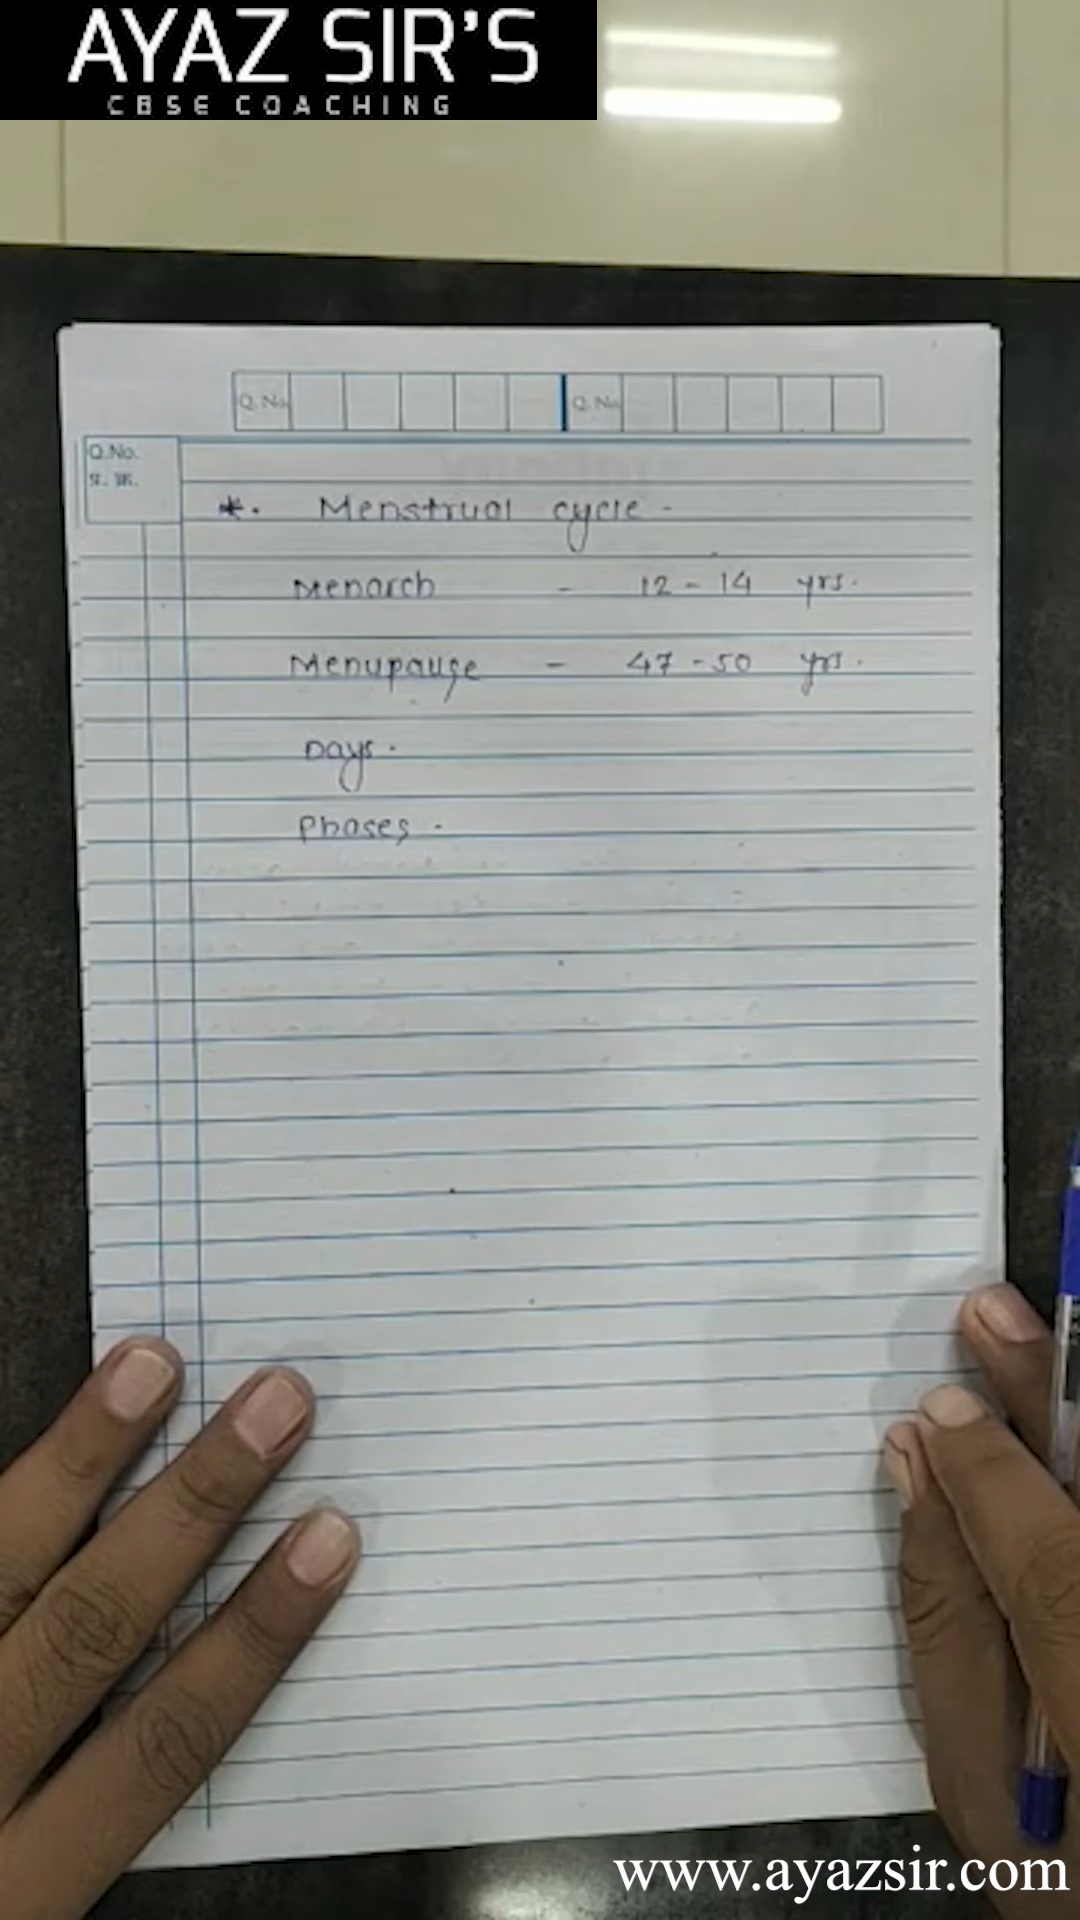 AYAZ SIR'S
CBSE COACHING
Q.No. Q.No.
Q.No.
प्र. क्र.
*. Menstrual cycle -
Menarch - 12 - 14 yrs.
Menupause - 47 - 50 yrs.
Days.
Phases -
www.ayazsir.com